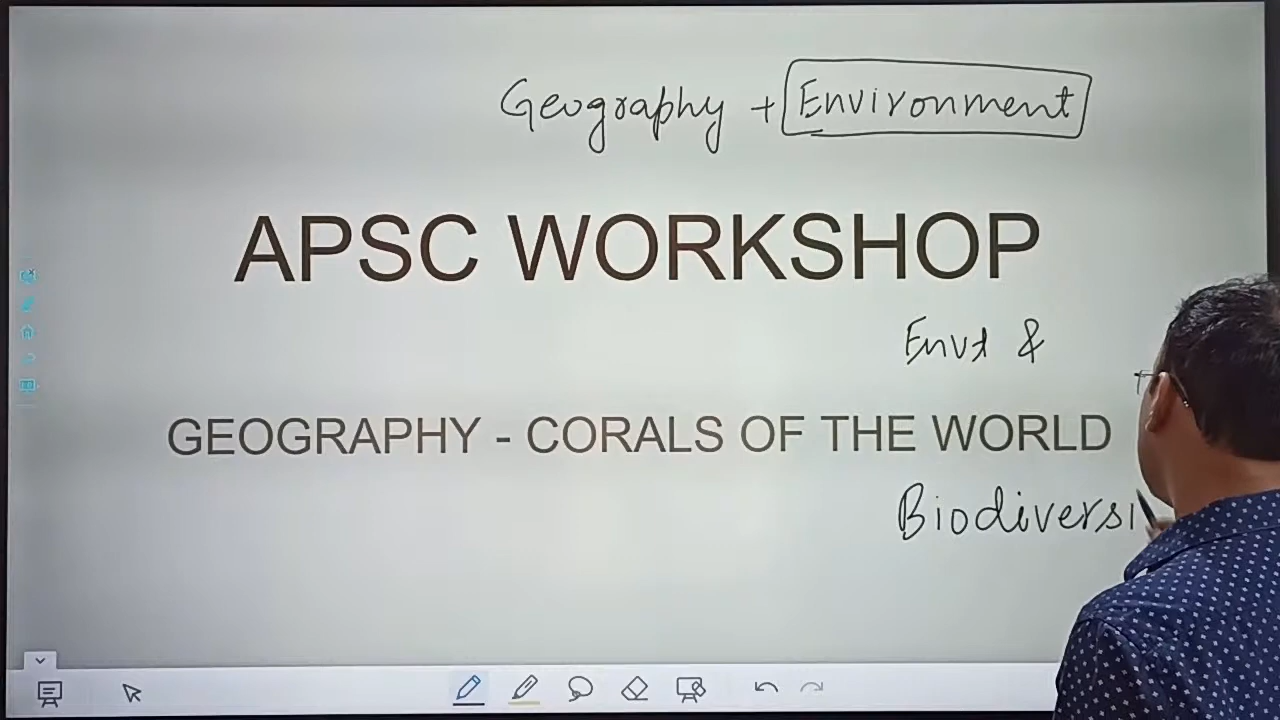 Geography + Environment
APSC WORKSHOP
Envt &
GEOGRAPHY - CORALS OF THE WORLD
Biodiversi